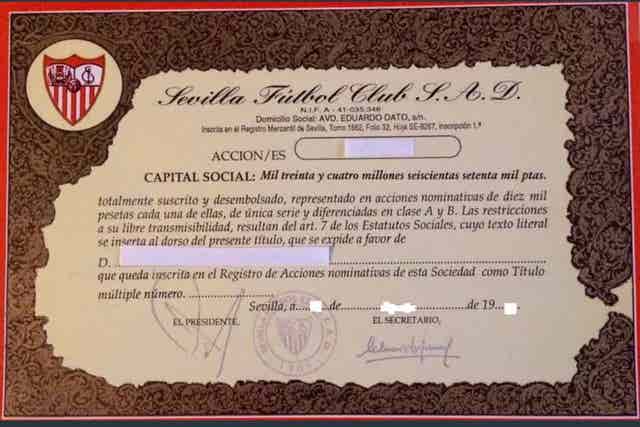 Sevilla Fútbol Club S.A.D.
N.I.F. A - 41-035.346
Domicilio Social: AVD. EDUARDO DATO, s/n.
Inscrita en el Registro Mercantil de Sevilla, Tomo 1662, Folio 32, Hoja SE-8267, inscripción 1.ª
ACCION/ES
CAPITAL SOCIAL: Mil treinta y cuatro millones seiscientas setenta mil ptas.
totalmente suscrito y desembolsado, representado en acciones nominativas de diez mil
pesetas cada una de ellas, de única serie y diferenciadas en clase A y B. Las restricciones
a su libre transmisibilidad, resultan del art. 7 de los Estatutos Sociales, cuyo texto literal
se inserta al dorso del presente título, que se expide a favor de
D.
que queda inscrita en el Registro de Acciones nominativas de esta Sociedad como Título
múltiple número.
Sevilla, a de de 19
EL PRESIDENTE, EL SECRETARIO,